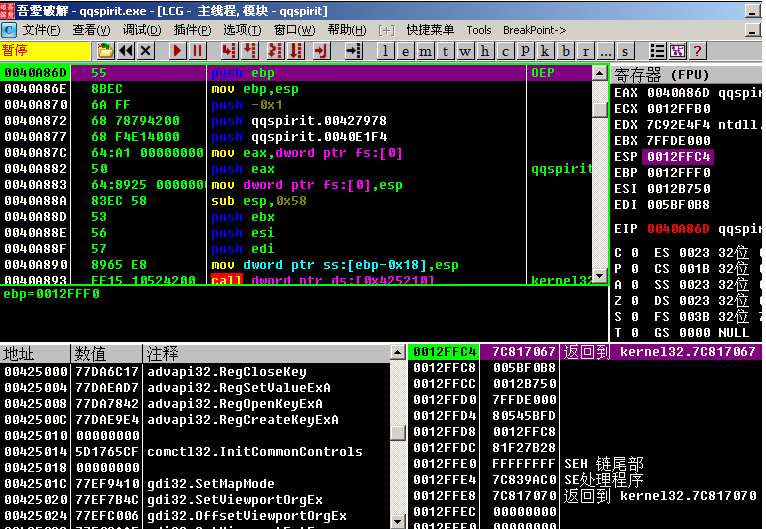 吾爱破解 - qqspirit.exe - [LCG - 主线程, 模块 - qqspirit]
C 文件(F) 查看(V) 调试(D) 插件(P) 选项(T) 窗口(W) 帮助(H) [+] 快捷菜单 Tools BreakPoint->
暂停 l e m t w h c p k b r ... s ?
0040A86D 55 push ebp OEP
0040A86E 8BEC mov ebp,esp
0040A870 6A FF push -0x1
0040A872 68 78794200 push qqspirit.00427978
0040A877 68 F4E14000 push qqspirit.0040E1F4
0040A87C 64:A1 00000000 mov eax,dword ptr fs:[0]
0040A882 50 push eax qqspirit
0040A883 64:8925 0000000 mov dword ptr fs:[0],esp
0040A88A 83EC 58 sub esp,0x58
0040A88D 53 push ebx
0040A88E 56 push esi
0040A88F 57 push edi
0040A890 8965 E8 mov dword ptr ss:[ebp-0x18],esp
0040A893 FF15 10524200 call dword ptr ds:[0x425210] kernel32
ebp=0012FFF0
寄存器 (FPU)
EAX 0040A86D qqspi
ECX 0012FFB0
EDX 7C92E4F4 ntdll.
EBX 7FFDE000
ESP 0012FFC4
EBP 0012FFF0
ESI 0012B750
EDI 005BF0B8
EIP 0040A86D qqspi
C 0 ES 0023 32位
P 0 CS 001B 32位
A 0 SS 0023 32位
Z 0 DS 0023 32位
S 0 FS 003B 32位 7
T 0 GS 0000 NULL
地址 数值 注释
00425000 77DA6C17 advapi32.RegCloseKey
00425004 77DAEAD7 advapi32.RegSetValueExA
00425008 77DA7842 advapi32.RegOpenKeyExA
0042500C 77DAE9E4 advapi32.RegCreateKeyExA
00425010 00000000
00425014 5D1765CF comctl32.InitCommonControls
00425018 00000000
0042501C 77EF9410 gdi32.SetMapMode
00425020 77EF7B4C gdi32.SetViewportOrgEx
00425024 77EFC006 gdi32.OffsetViewportOrgEx
0012FFC4 7C817067 返回到 kernel32.7C817067
0012FFC8 005BF0B8
0012FFCC 0012B750
0012FFD0 7FFDE000
0012FFD4 80545BFD
0012FFD8 0012FFC8
0012FFDC 81F27B28
0012FFE0 FFFFFFFF SEH 链尾部
0012FFE4 7C839AC0 SE处理程序
0012FFE8 7C817070 返回到 kernel32.7C817070
0012FFEC 00000000
0012FFF0 00000000